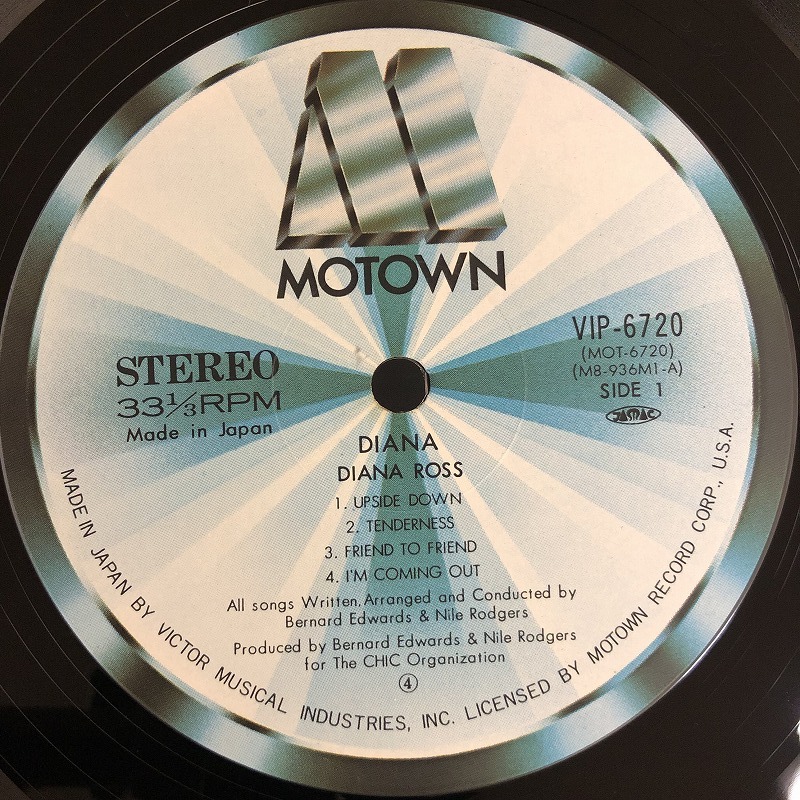 MOTOWN
STEREO
33⅓RPM
Made in Japan
VIP-6720
(MOT-6720)
(M8-936M1-A)
SIDE 1
JASRAC
DIANA
DIANA ROSS
1. UPSIDE DOWN
2. TENDERNESS
3. FRIEND TO FRIEND
4. I'M COMING OUT
All songs Written, Arranged and Conducted by
Bernard Edwards & Nile Rodgers
Produced by Bernard Edwards & Nile Rodgers
for The CHIC Organization
④
MADE IN JAPAN BY VICTOR MUSICAL INDUSTRIES, INC. LICENSED BY MOTOWN RECORD CORP., U.S.A.